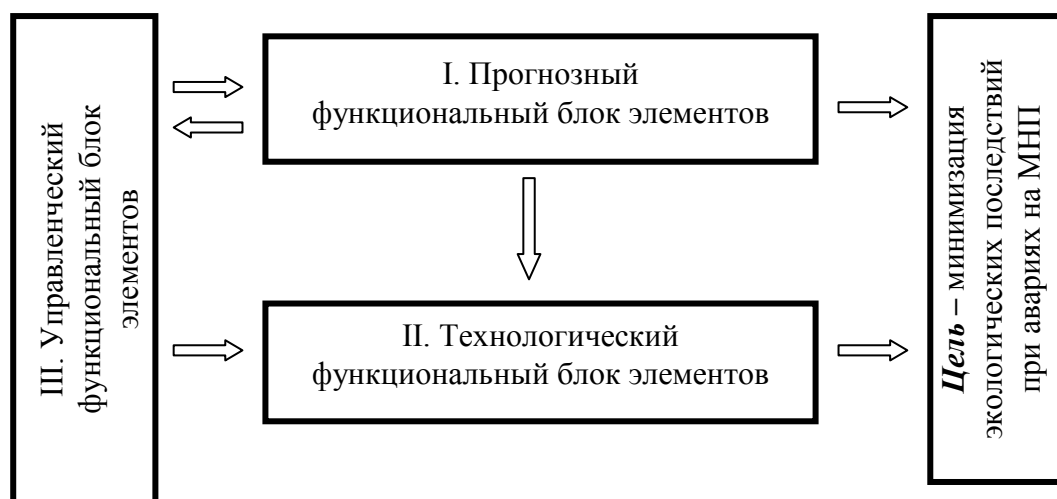 III. Управленческий
функциональный блок
элементов
I. Прогнозный
функциональный блок элементов
II. Технологический
функциональный блок элементов
Цель – минимизация
экологических последствий
при авариях на МНП